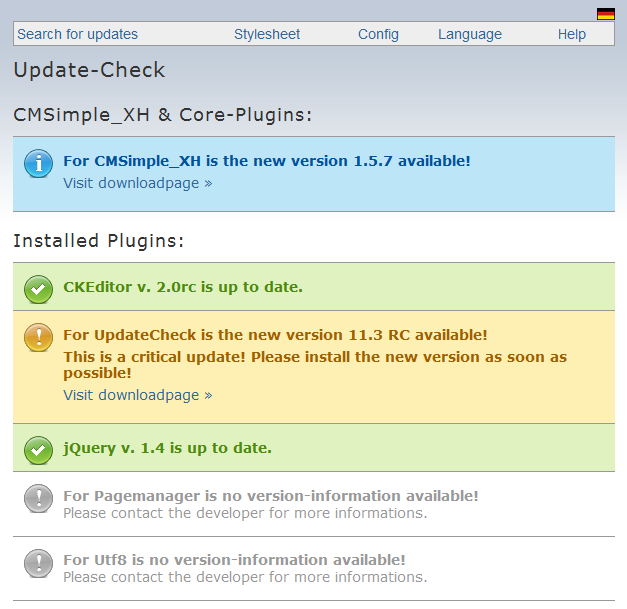 Search for updates Stylesheet Config Language Help
Update-Check
CMSimple_XH & Core-Plugins:
For CMSimple_XH is the new version 1.5.7 available!
Visit downloadpage »
Installed Plugins:
CKEditor v. 2.0rc is up to date.
For UpdateCheck is the new version 11.3 RC available!
This is a critical update! Please install the new version as soon as
possible!
Visit downloadpage »
jQuery v. 1.4 is up to date.
For Pagemanager is no version-information available!
Please contact the developer for more informations.
For Utf8 is no version-information available!
Please contact the developer for more informations.